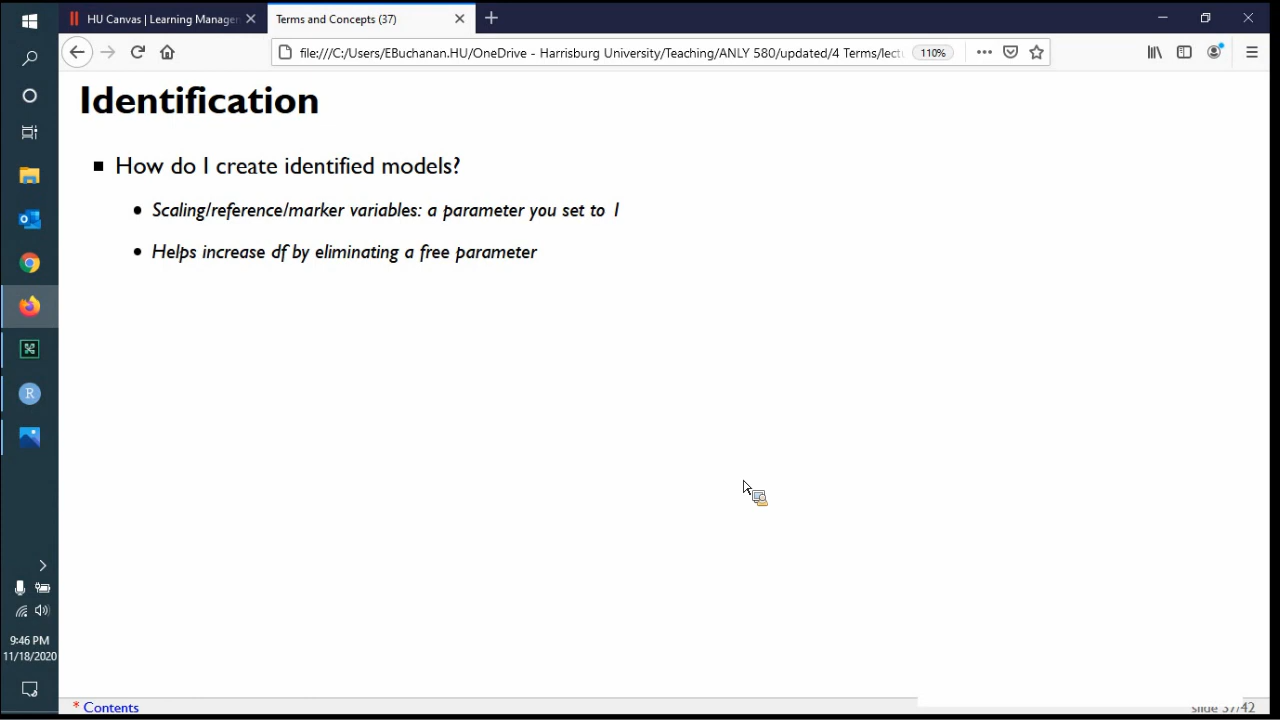 HU Canvas | Learning Manage
Terms and Concepts (37)
file:///C:/Users/EBuchanan.HU/OneDrive - Harrisburg University/Teaching/ANLY 580/updated/4 Terms/lectu
110%
Identification
How do I create identified models?
Scaling/reference/marker variables: a parameter you set to 1
Helps increase df by eliminating a free parameter
R
9:46 PM
11/18/2020
* Contents
slide 37/42